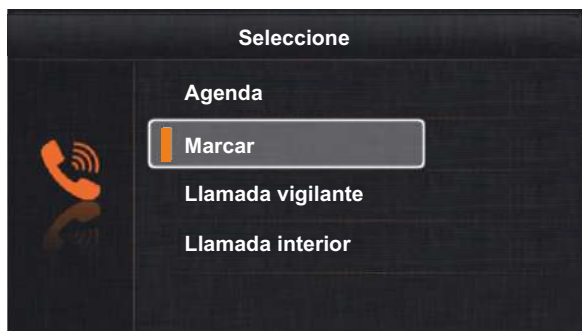 Seleccione
Agenda
Marcar
Llamada vigilante
Llamada interior